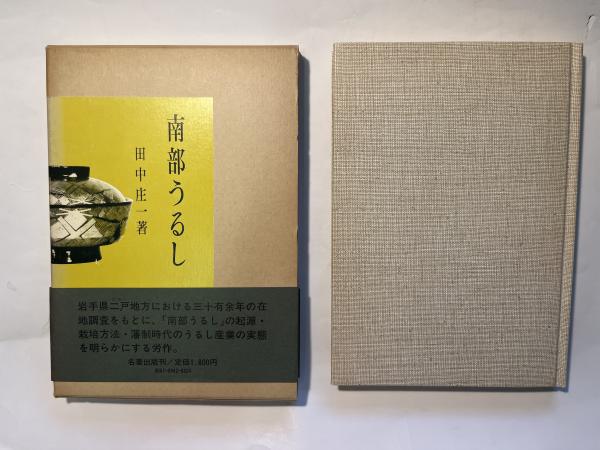 南部うるし
田中庄一著
岩手県二戸地方における三十有余年の在
地調査をもとに、「南部うるし」の起源・
栽培方法・藩制時代のうるし産業の実態
を明らかにする労作。
名著出版刊／定価1,800円